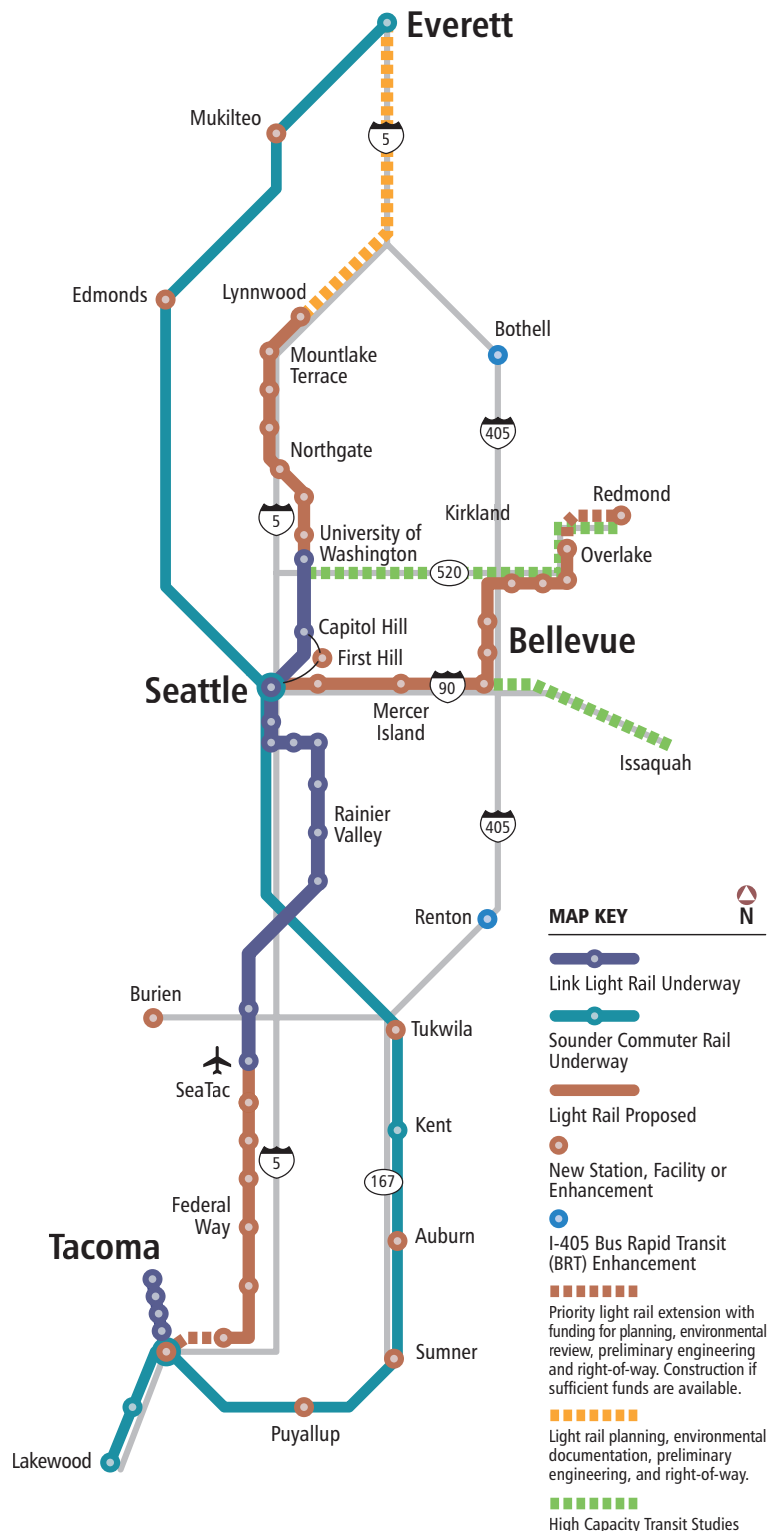 Everett
Mukilteo
5
Edmonds
Lynnwood
Bothell
Mountlake
Terrace
405
Northgate
Redmond
Kirkland
5
University of
Washington
Overlake
520
Capitol Hill
Bellevue
First Hill
Seattle
90
Mercer
Island
Issaquah
Rainier
Valley
405
Renton
MAP KEY
N
Link Light Rail Underway
Burien
Tukwila
Sounder Commuter Rail
Underway
SeaTac
Light Rail Proposed
Kent
5
167
New Station, Facility or
Enhancement
Federal
Way
Auburn
Tacoma
I-405 Bus Rapid Transit
(BRT) Enhancement
Priority light rail extension with
funding for planning, environmental
review, preliminary engineering
and right-of-way. Construction if
sufficient funds are available.
Sumner
Puyallup
Lakewood
Light rail planning, environmental
documentation, preliminary
engineering, and right-of-way.
High Capacity Transit Studies